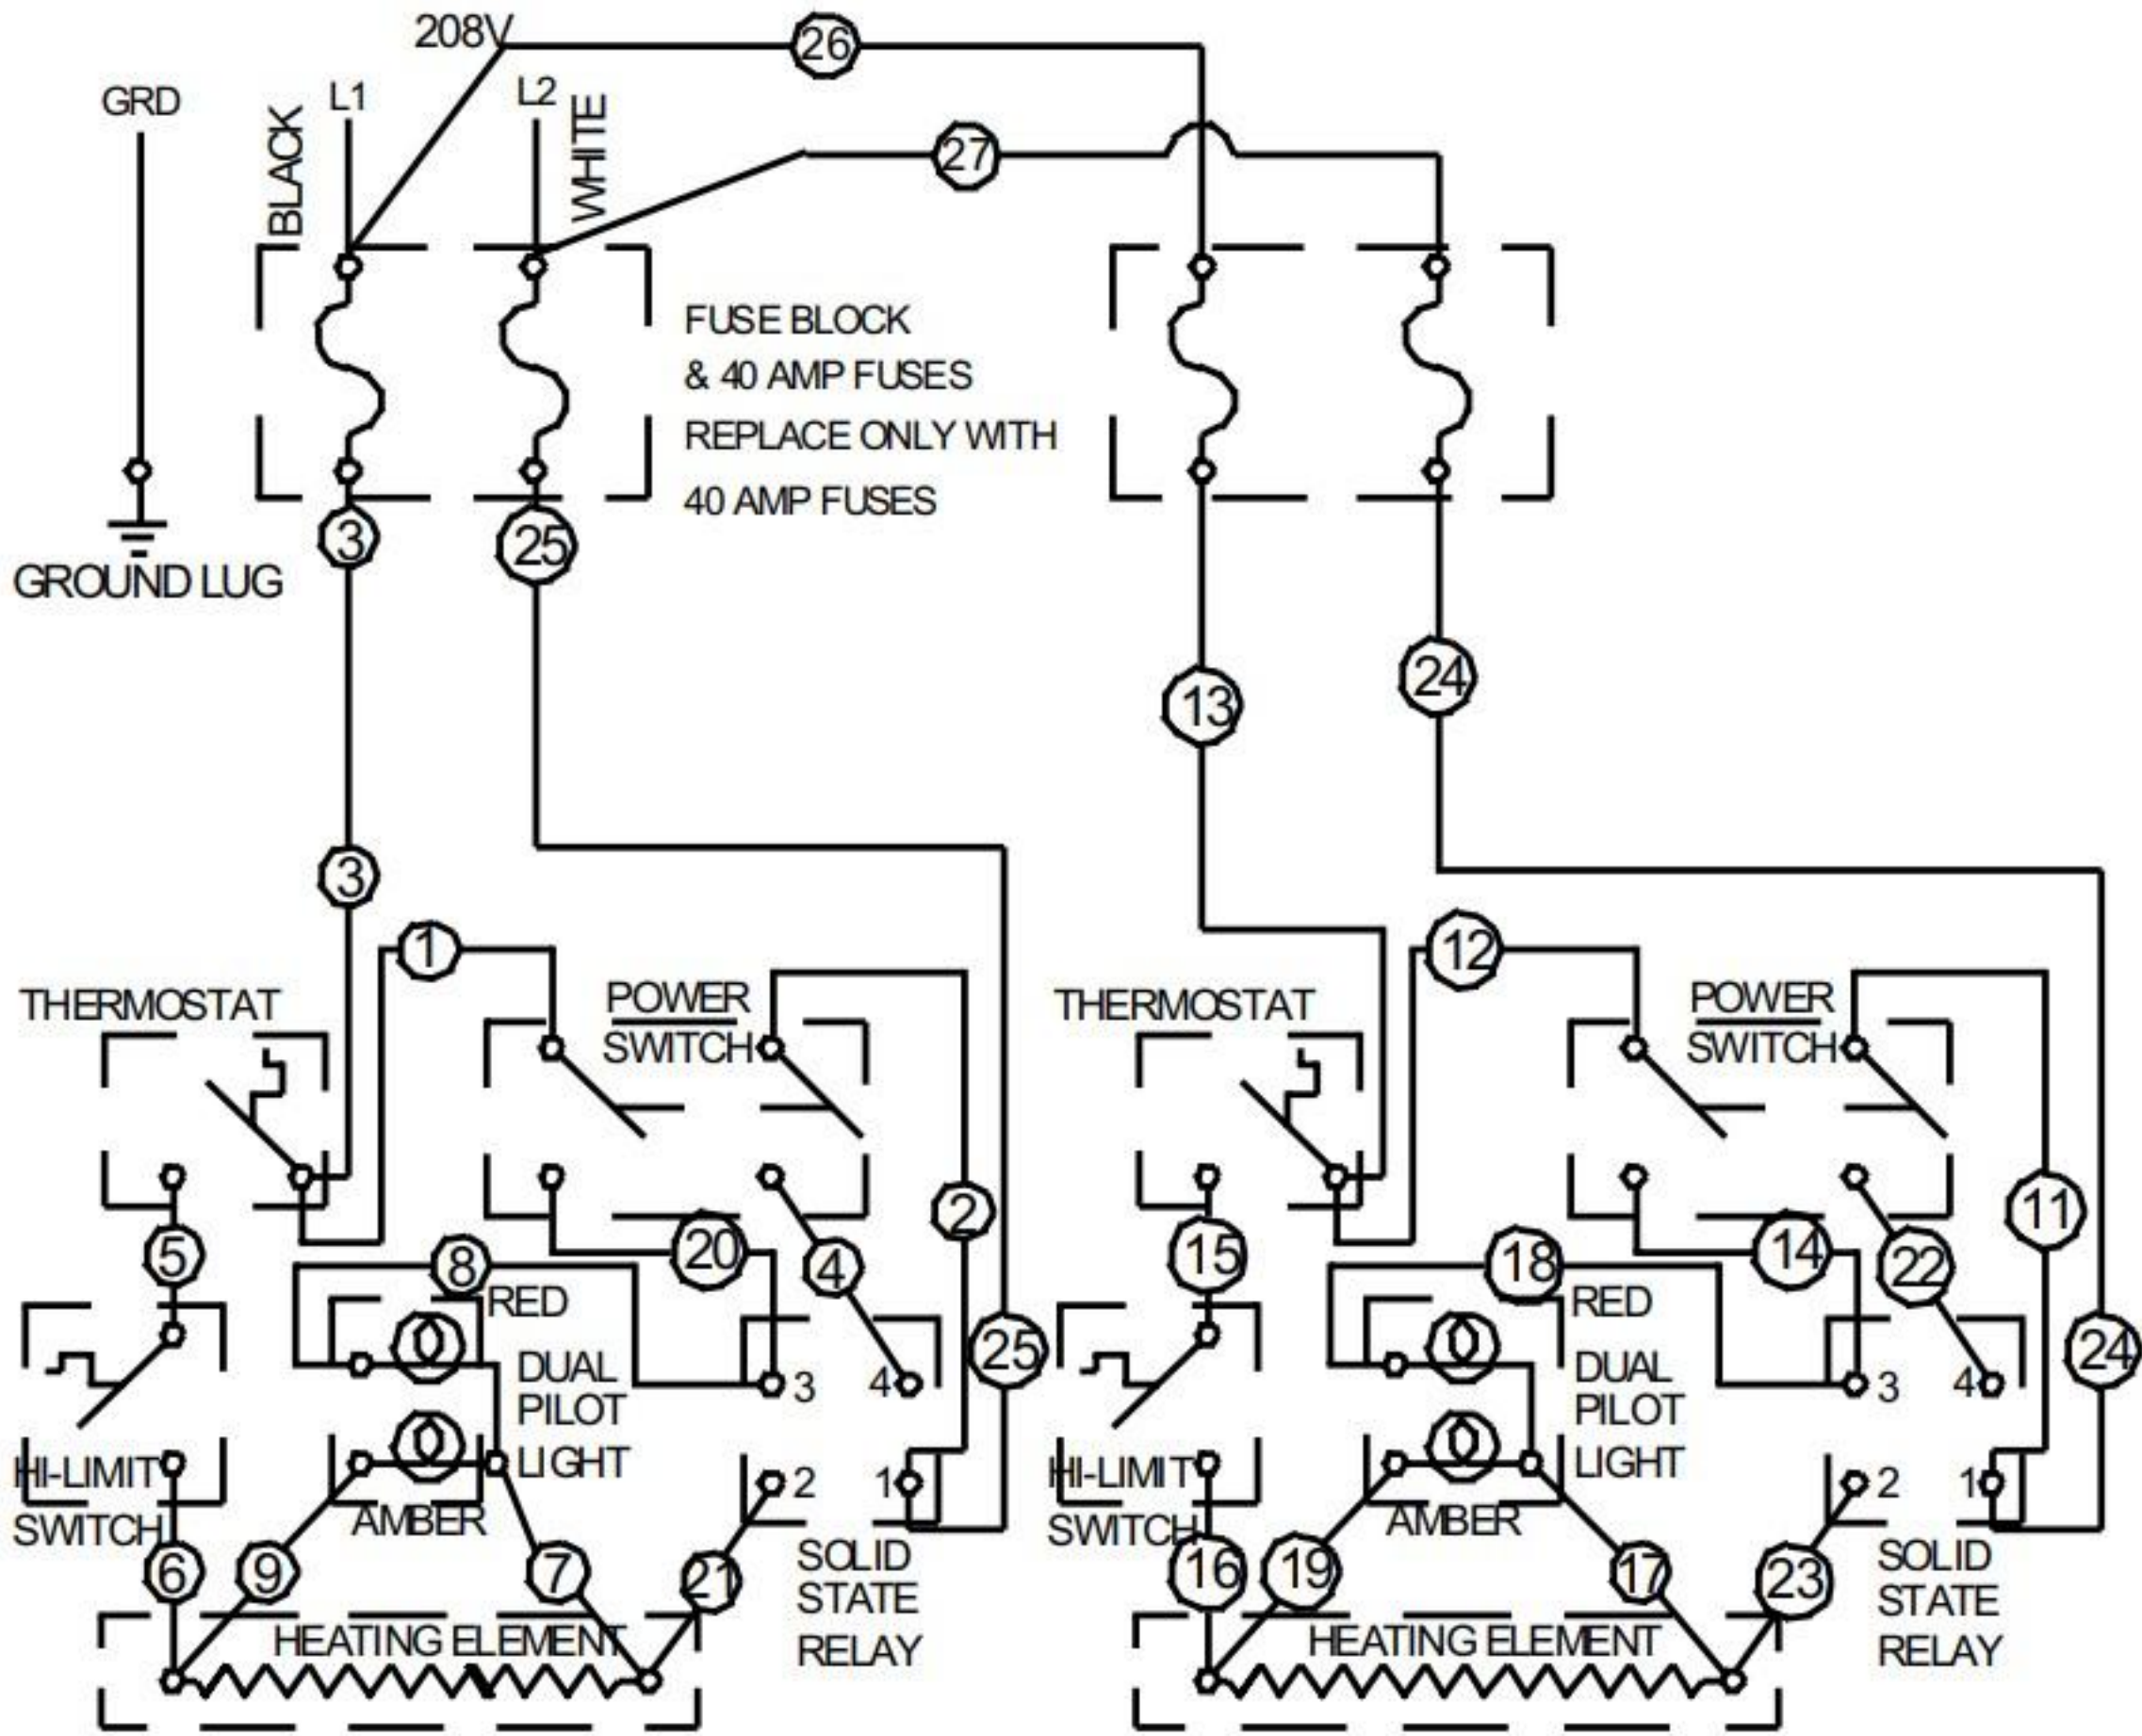 208V
26
GRD
L1
L2
BLACK
WHITE
27
FUSE BLOCK
& 40 AMP FUSES
REPLACE ONLY WITH
40 AMP FUSES
3
25
GROUND LUG
13
24
3
1
12
THERMOSTAT
POWER
SWITCH
THERMOSTAT
POWER
SWITCH
2
11
5
8
20
4
15
18
14
22
RED
DUAL
PILOT
LIGHT
25
RED
DUAL
PILOT
LIGHT
24
3
4
3
4
HI-LIMIT
SWITCH
AMBER
2
1
HI-LIMIT
SWITCH
AMBER
2
1
6
9
7
21
SOLID
STATE
RELAY
16
19
17
23
SOLID
STATE
RELAY
HEATING ELEMENT
HEATING ELEMENT